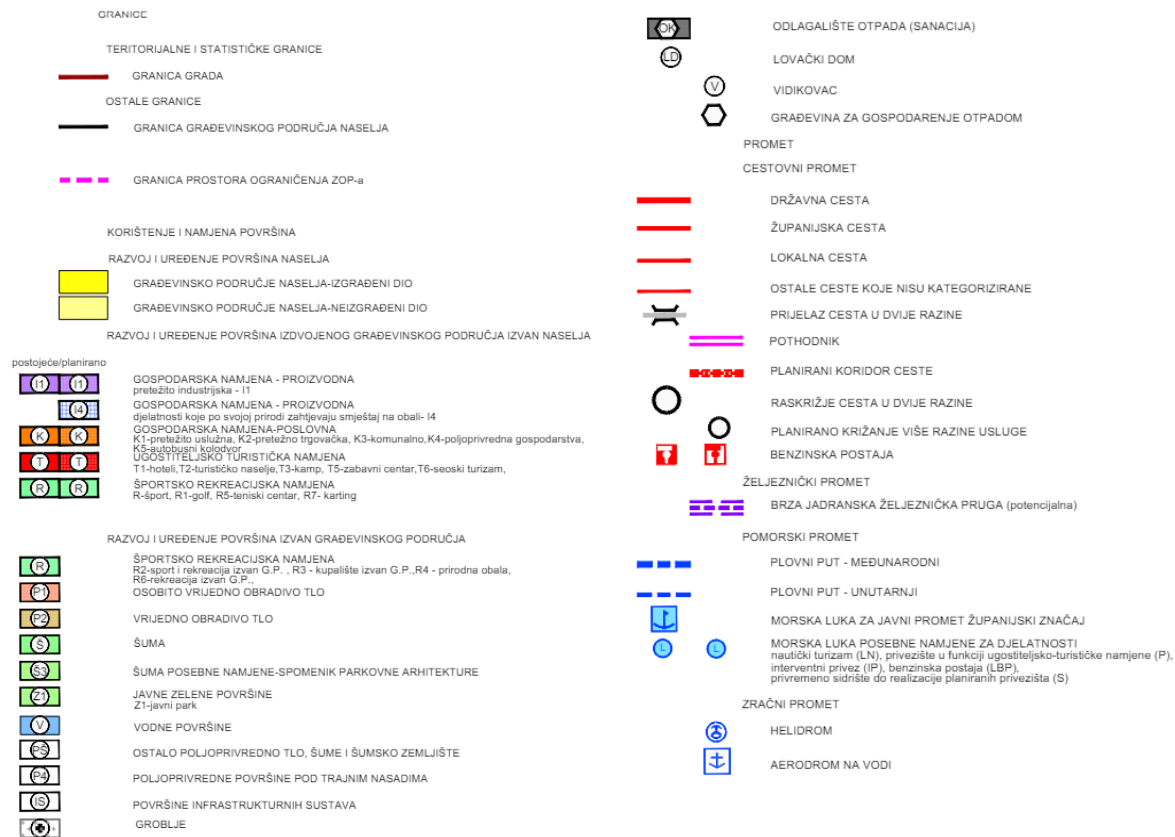 GRANICE
TERITORIJALNE I STATISTIČKE GRANICE
GRANICA GRADA
OSTALE GRANICE
GRANICA GRAĐEVINSKOG PODRUČJA NASELJA
GRANICA PROSTORA OGRANIČENJA ZOP-a
KORIŠTENJE I NAMJENA POVRŠINA
RAZVOJ I UREĐENJE POVRŠINA NASELJA
GRAĐEVINSKO PODRUČJE NASELJA-IZGRAĐENI DIO
GRAĐEVINSKO PODRUČJE NASELJA-NEIZGRAĐENI DIO
RAZVOJ I UREĐENJE POVRŠINA IZDVOJENOG GRAĐEVINSKOG PODRUČJA IZVAN NASELJA
postojeće/planirano
I1 I1 GOSPODARSKA NAMJENA - PROIZVODNA
pretežito industrijska - I1
I4 GOSPODARSKA NAMJENA - PROIZVODNA
djelatnosti koje po svojoj prirodi zahtjevaju smještaj na obali- I4
K K GOSPODARSKA NAMJENA-POSLOVNA
K1-pretežito uslužna, K2-pretežno trgovačka, K3-komunalno,K4-poljoprivredna gospodarstva,
K5-autobusni kolodvor
T T UGOSTITELJSKO TURISTIČKA NAMJENA
T1-hoteli,T2-turističko naselje,T3-kamp, T5-zabavni centar,T6-seoski turizam,
R R ŠPORTSKO REKREACIJSKA NAMJENA
R-šport, R1-golf, R5-teniski centar, R7- karting
RAZVOJ I UREĐENJE POVRŠINA IZVAN GRAĐEVINSKOG PODRUČJA
R ŠPORTSKO REKREACIJSKA NAMJENA
R2-sport i rekreacija izvan G.P. , R3 - kupalište izvan G.P.,R4 - prirodna obala,
R6-rekreacija izvan G.P.,
P1 OSOBITO VRIJEDNO OBRADIVO TLO
P2 VRIJEDNO OBRADIVO TLO
Š ŠUMA
Š3 ŠUMA POSEBNE NAMJENE-SPOMENIK PARKOVNE ARHITEKTURE
Z1 JAVNE ZELENE POVRŠINE
Z1-javni park
V VODNE POVRŠINE
PŠ OSTALO POLJOPRIVREDNO TLO, ŠUME I ŠUMSKO ZEMLJIŠTE
P4 POLJOPRIVREDNE POVRŠINE POD TRAJNIM NASADIMA
IS POVRŠINE INFRASTRUKTURNIH SUSTAVA
GROBLJE
OK ODLAGALIŠTE OTPADA (SANACIJA)
LD LOVAČKI DOM
V VIDIKOVAC
GRAĐEVINA ZA GOSPODARENJE OTPADOM
PROMET
CESTOVNI PROMET
DRŽAVNA CESTA
ŽUPANIJSKA CESTA
LOKALNA CESTA
OSTALE CESTE KOJE NISU KATEGORIZIRANE
PRIJELAZ CESTA U DVIJE RAZINE
POTHODNIK
PLANIRANI KORIDOR CESTE
RASKRIŽJE CESTA U DVIJE RAZINE
PLANIRANO KRIŽANJE VIŠE RAZINE USLUGE
BENZINSKA POSTAJA
ŽELJEZNIČKI PROMET
BRZA JADRANSKA ŽELJEZNIČKA PRUGA (potencijalna)
POMORSKI PROMET
PLOVNI PUT - MEĐUNARODNI
PLOVNI PUT - UNUTARNJI
MORSKA LUKA ZA JAVNI PROMET ŽUPANIJSKI ZNAČAJ
L L MORSKA LUKA POSEBNE NAMJENE ZA DJELATNOSTI
nautički turizam (LN), privezište u funkciji ugostiteljsko-turističke namjene (P),
interventni privez (IP), benzinska postaja (LBP),
privremeno sidrište do realizacije planiranih privezišta (S)
ZRAČNI PROMET
HELIDROM
AERODROM NA VODI